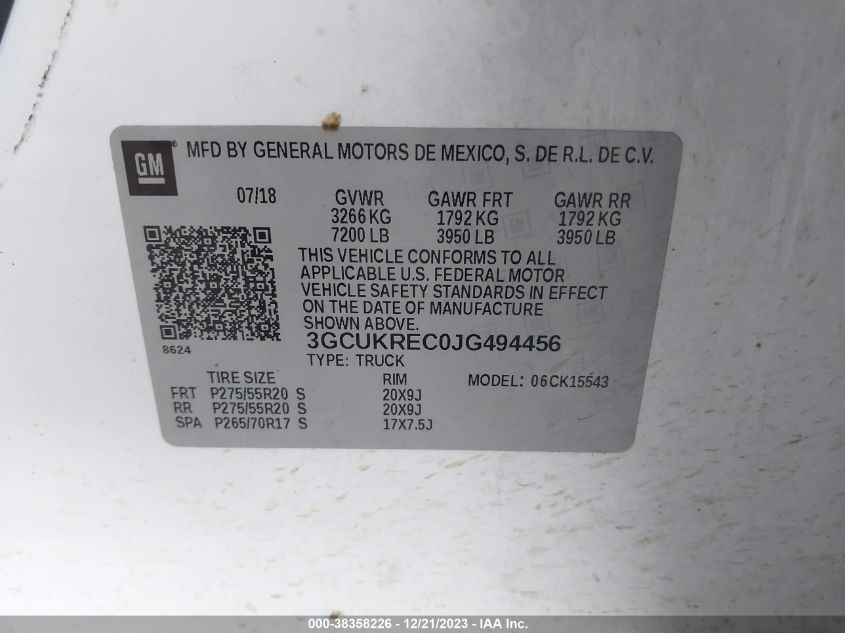 GM
MFD BY GENERAL MOTORS DE MEXICO, S. DE R.L. DE C.V.
07/18 GVWR GAWR FRT GAWR RR
3266 KG 1792 KG 1792 KG
7200 LB 3950 LB 3950 LB
THIS VEHICLE CONFORMS TO ALL
APPLICABLE U.S. FEDERAL MOTOR
VEHICLE SAFETY STANDARDS IN EFFECT
ON THE DATE OF MANUFACTURE
SHOWN ABOVE.
8624
3GCUKREC0JG494456
TYPE: TRUCK
TIRE SIZE RIM MODEL: 06CK15543
FRT P275/55R20 S 20X9J
RR P275/55R20 S 20X9J
SPA P265/70R17 S 17X7.5J
000-38358226 - 12/21/2023 - IAA Inc.